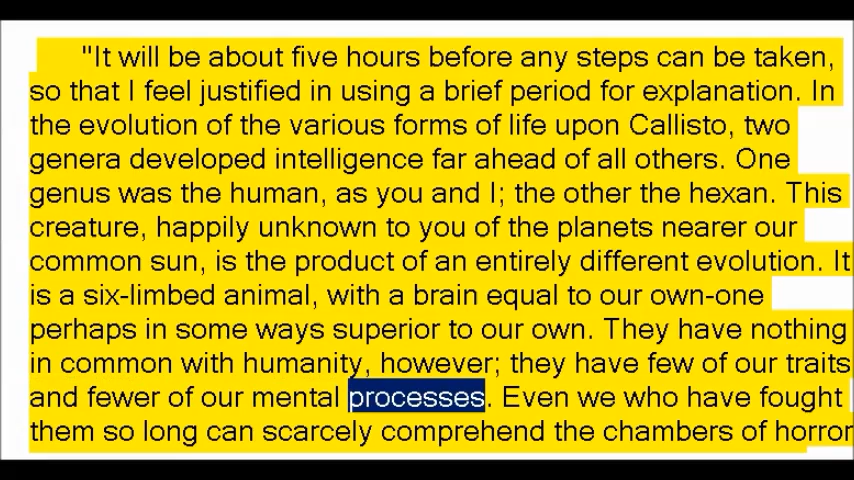 "It will be about five hours before any steps can be taken,
so that I feel justified in using a brief period for explanation. In
the evolution of the various forms of life upon Callisto, two
genera developed intelligence far ahead of all others. One
genus was the human, as you and I; the other the hexan. This
creature, happily unknown to you of the planets nearer our
common sun, is the product of an entirely different evolution. It
is a six-limbed animal, with a brain equal to our own-one
perhaps in some ways superior to our own. They have nothing
in common with humanity, however; they have few of our traits
and fewer of our mental processes. Even we who have fought
them so long can scarcely comprehend the chambers of horror